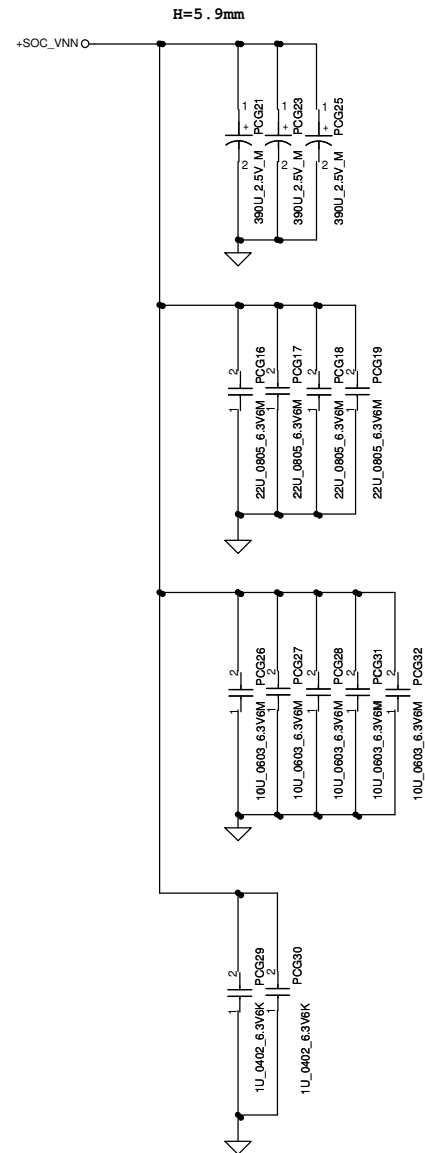 H=5.9mm
+SOC_VNN
1
+
2
PCG21
390U_2.5V_M
1
+
2
PCG23
390U_2.5V_M
1
+
2
PCG25
390U_2.5V_M
2
1
PCG16
22U_0805_6.3V6M
2
1
PCG17
22U_0805_6.3V6M
2
1
PCG18
22U_0805_6.3V6M
2
1
PCG19
22U_0805_6.3V6M
2
1
PCG26
10U_0603_6.3V6M
2
1
PCG27
10U_0603_6.3V6M
2
1
PCG28
10U_0603_6.3V6M
2
1
PCG31
10U_0603_6.3V6M
2
1
PCG32
10U_0603_6.3V6M
2
1
PCG29
1U_0402_6.3V6K
2
1
PCG30
1U_0402_6.3V6K